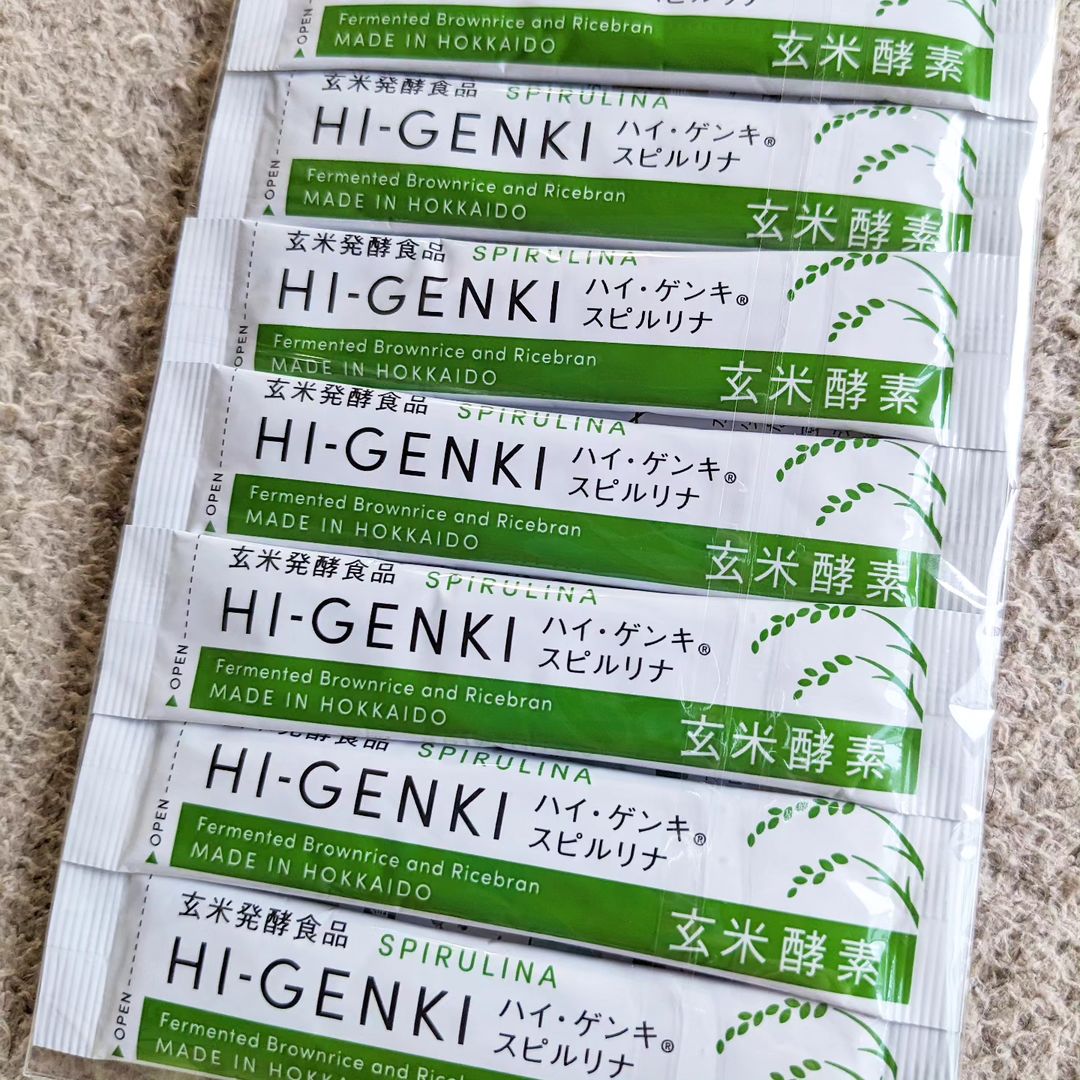 OPEN
Fermented Brownrice and Ricebran
MADE IN HOKKAIDO
玄米酵素
玄米発酵食品 SPIRULINA
HI-GENKI ハイ・ゲンキ®
スピルリナ
OPEN
Fermented Brownrice and Ricebran
MADE IN HOKKAIDO
玄米酵素
玄米発酵食品 SPIRULINA
HI-GENKI ハイ・ゲンキ®
スピルリナ
OPEN
Fermented Brownrice and Ricebran
MADE IN HOKKAIDO
玄米酵素
玄米発酵食品 SPIRULINA
HI-GENKI ハイ・ゲンキ®
スピルリナ
OPEN
Fermented Brownrice and Ricebran
MADE IN HOKKAIDO
玄米酵素
玄米発酵食品 SPIRULINA
HI-GENKI ハイ・ゲンキ®
スピルリナ
OPEN
Fermented Brownrice and Ricebran
MADE IN HOKKAIDO
玄米酵素
発酵食品 SPIRULINA
HI-GENKI ハイ・ゲンキ®
スピルリナ
OPEN
Fermented Brownrice and Ricebran
MADE IN HOKKAIDO
玄米酵素
玄米発酵食品 SPIRULINA
HI-GENKI ハイ・ゲンキ®
スピルリナ
OPEN
Fermented Brownrice and Ricebran
MADE IN HOKKAIDO